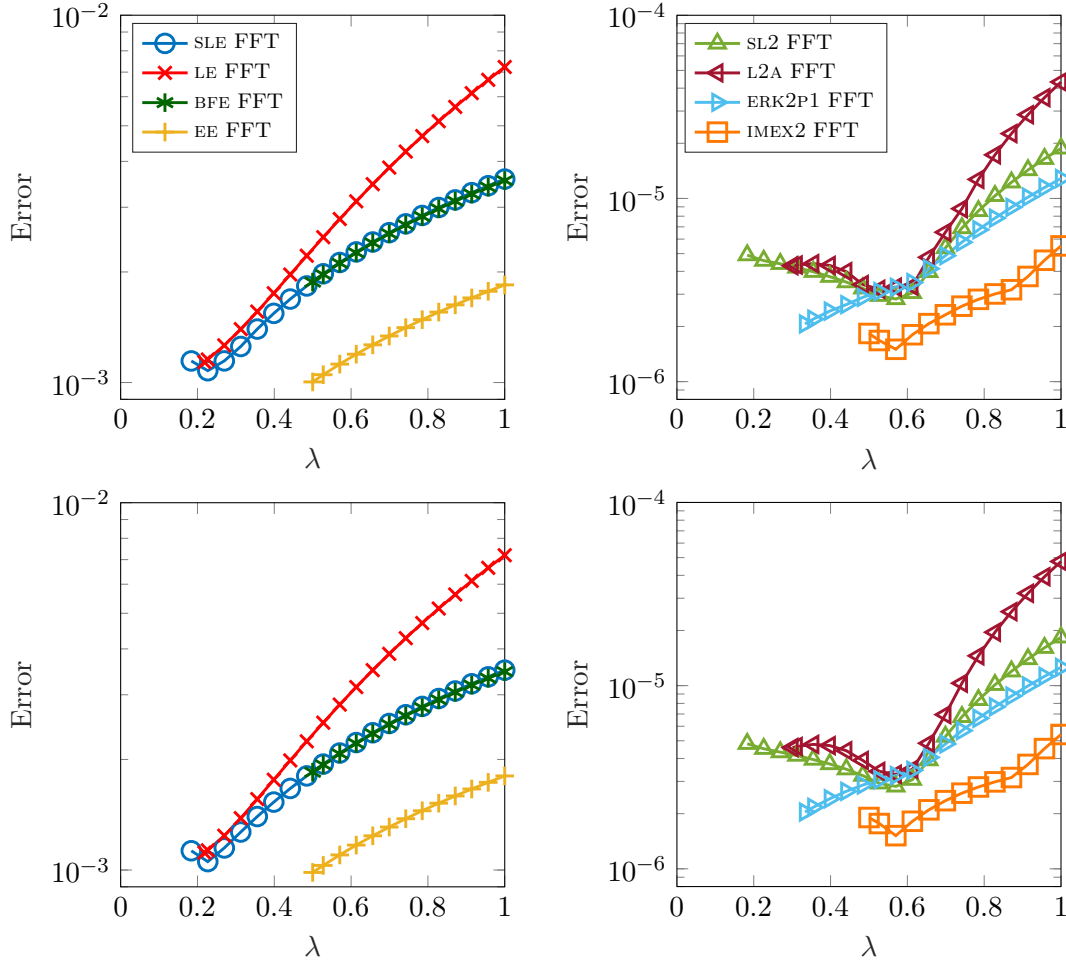 10⁻²
10⁻³
Error
0 0.2 0.4 0.6 0.8 1
λ
SLE FFT
LE FFT
BFE FFT
EE FFT
10⁻⁴
10⁻⁵
10⁻⁶
Error
0 0.2 0.4 0.6 0.8 1
λ
SL2 FFT
L2A FFT
ERK2P1 FFT
IMEX2 FFT
10⁻²
10⁻³
Error
0 0.2 0.4 0.6 0.8 1
λ
10⁻⁴
10⁻⁵
10⁻⁶
Error
0 0.2 0.4 0.6 0.8 1
λ